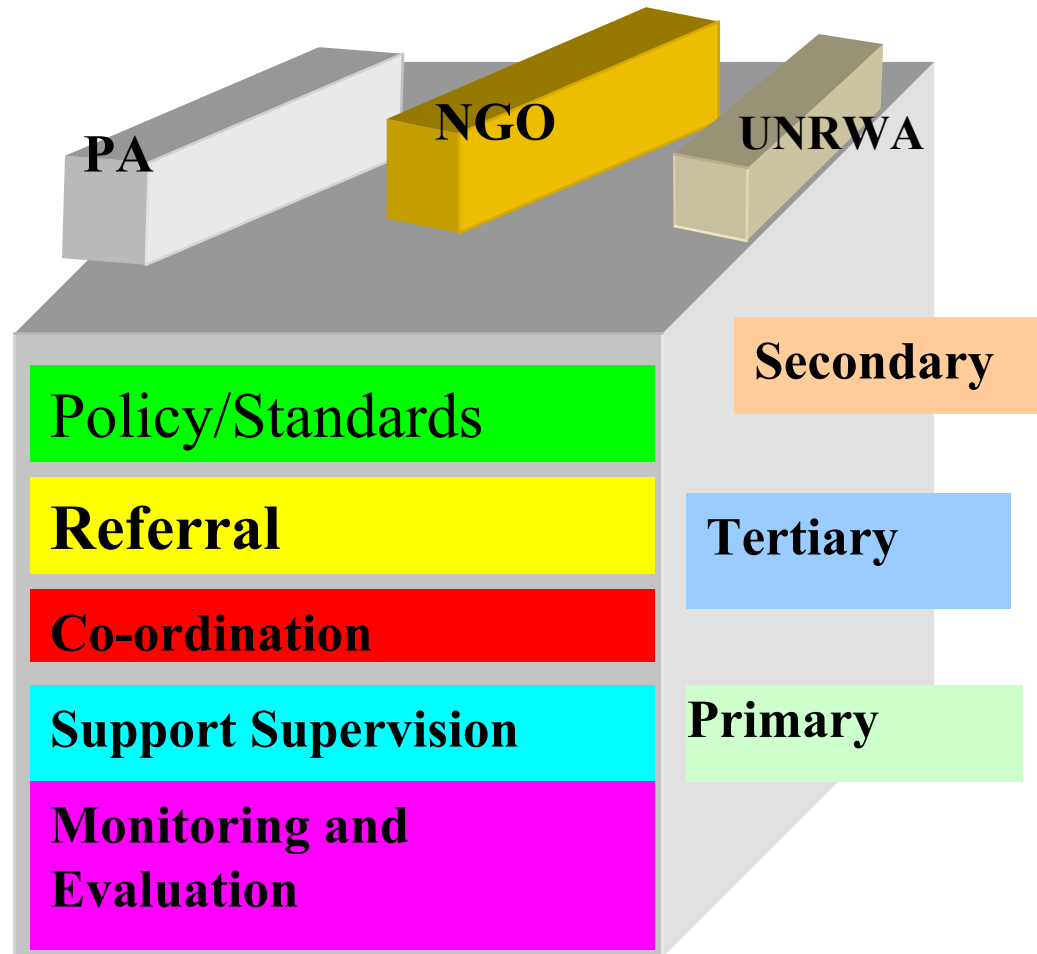 PA
NGO
UNRWA
Policy/Standards
Referral
Co-ordination
Support Supervision
Monitoring and
Evaluation
Secondary
Tertiary
Primary